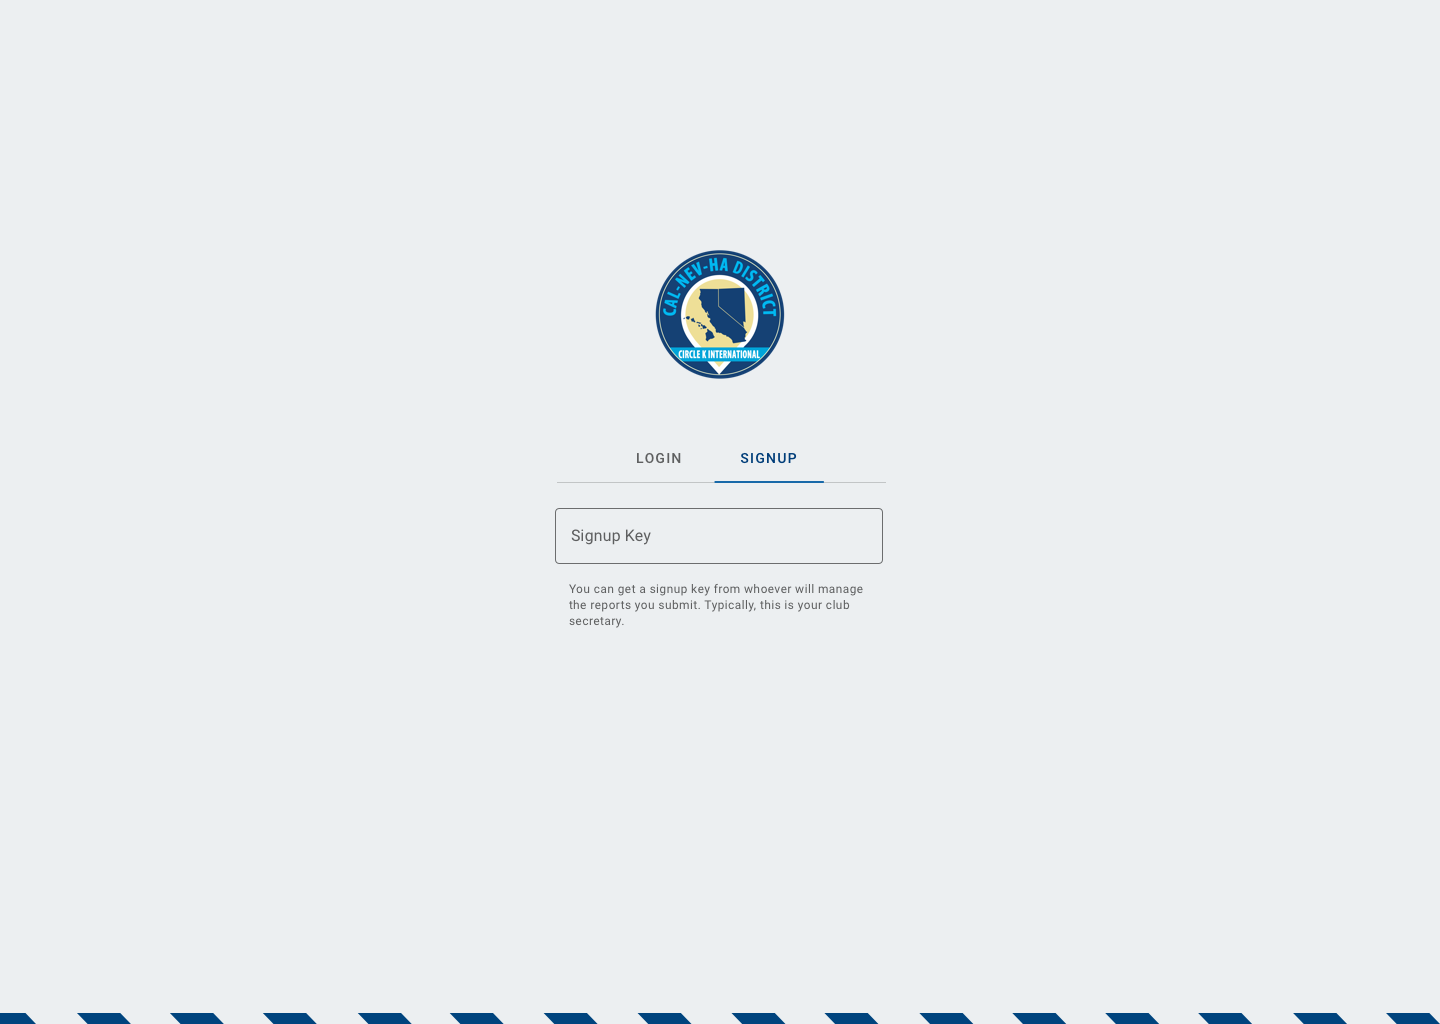 CAL-NEV-HA DISTRICT
CIRCLE K INTERNATIONAL
LOGIN
SIGNUP
Signup Key
You can get a signup key from whoever will manage
the reports you submit. Typically, this is your club
secretary.